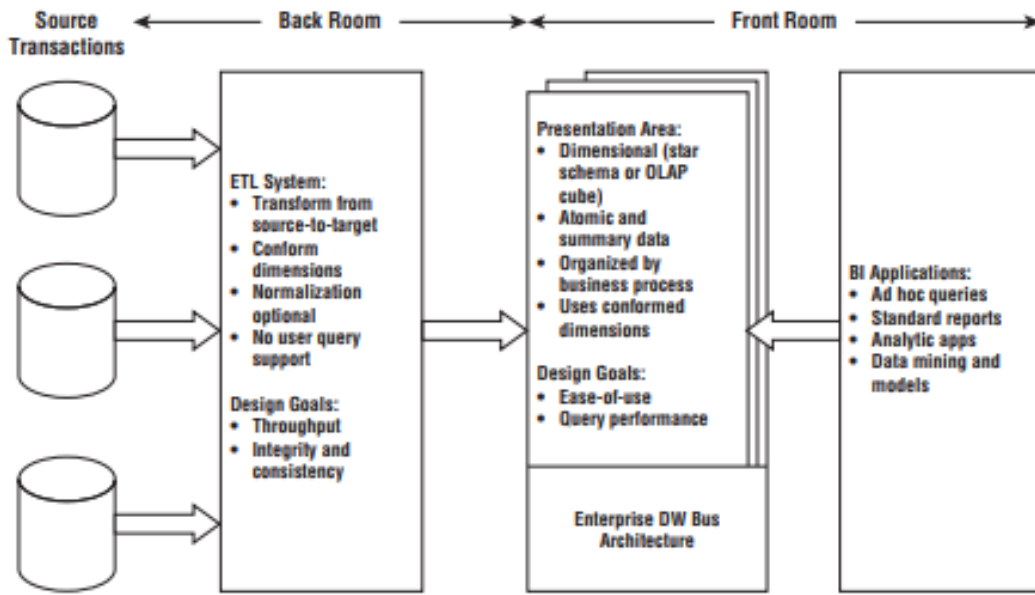 Source
Transactions
Back Room
Front Room
ETL System:
• Transform from
source-to-target
• Conform
dimensions
• Normalization
optional
• No user query
support
Design Goals:
• Throughput
• Integrity and
consistency
Presentation Area:
• Dimensional (star
schema or OLAP
cube)
• Atomic and
summary data
• Organized by
business process
• Uses conformed
dimensions
Design Goals:
• Ease-of-use
• Query performance
Enterprise DW Bus
Architecture
BI Applications:
• Ad hoc queries
• Standard reports
• Analytic apps
• Data mining and
models